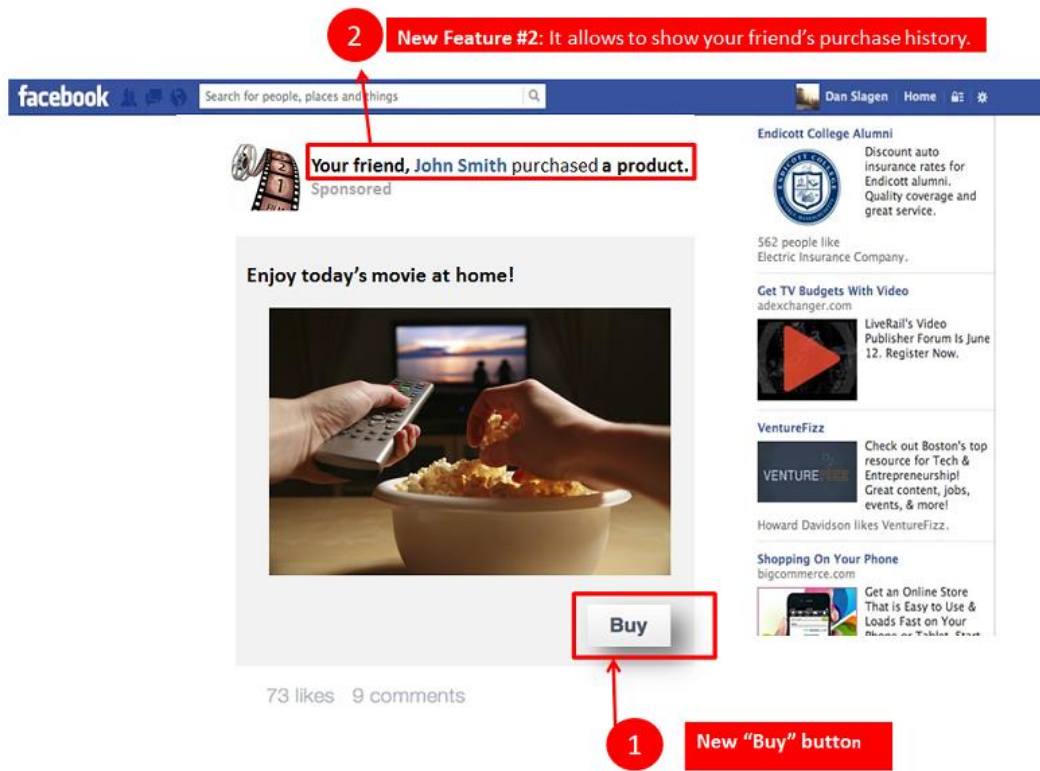 2
New Feature #2: It allows to show your friend's purchase history.
facebook
Search for people, places and things
Dan Slagen Home
Your friend, John Smith purchased a product.
Sponsored
Enjoy today's movie at home!
Buy
73 likes 9 comments
1
New "Buy" button
Endicott College Alumni
Discount auto
insurance rates for
Endicott alumni.
Quality coverage and
great service.
562 people like
Electric Insurance Company.
Get TV Budgets With Video
adexchanger.com
LiveRail's Video
Publisher Forum Is June
12. Register Now.
VentureFizz
VENTUREFIZZ
Check out Boston's top
resource for Tech &
Entrepreneurship!
Great content, jobs,
events, & more!
Howard Davidson likes VentureFizz.
Shopping On Your Phone
bigcommerce.com
Get an Online Store
That is Easy to Use &
Loads Fast on Your
Phone or Tablet. Start